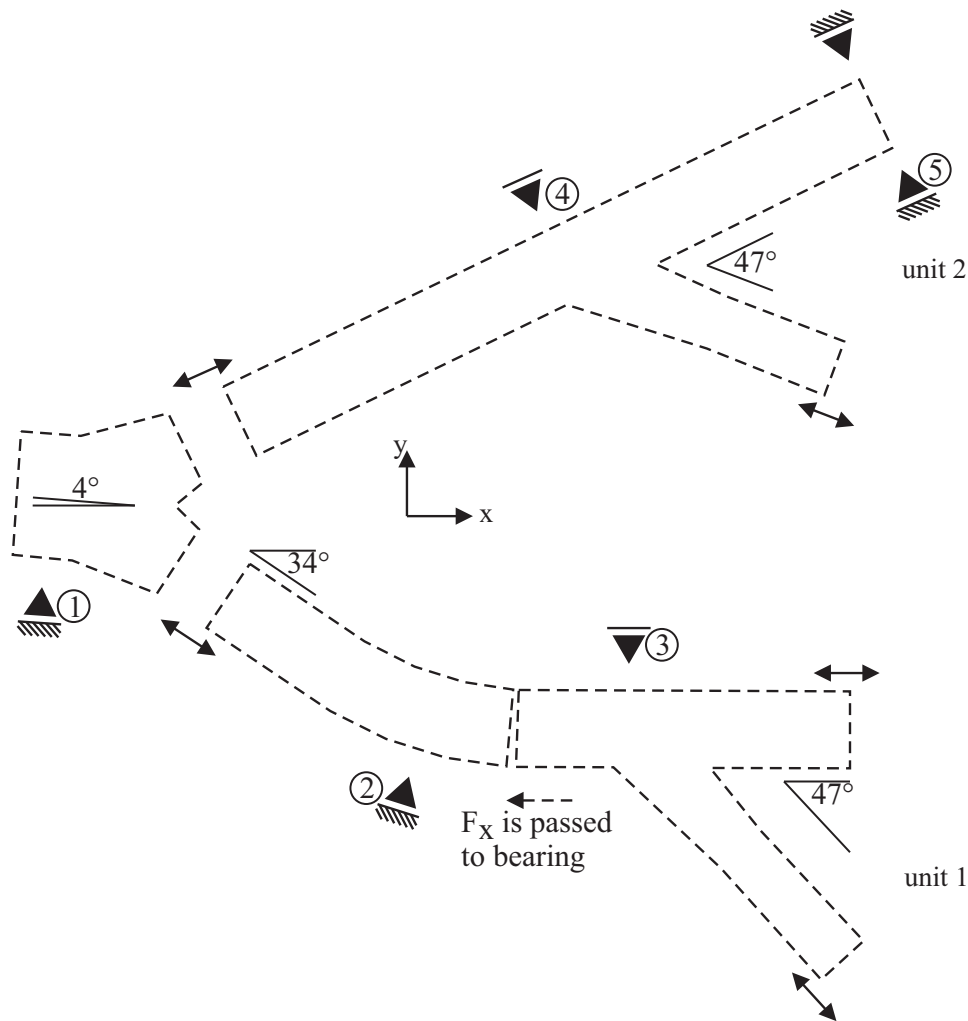 ④
⑤
47°
unit 2
y
4°
x
34°
①
③
②
47°
Fx is passed
to bearing
unit 1